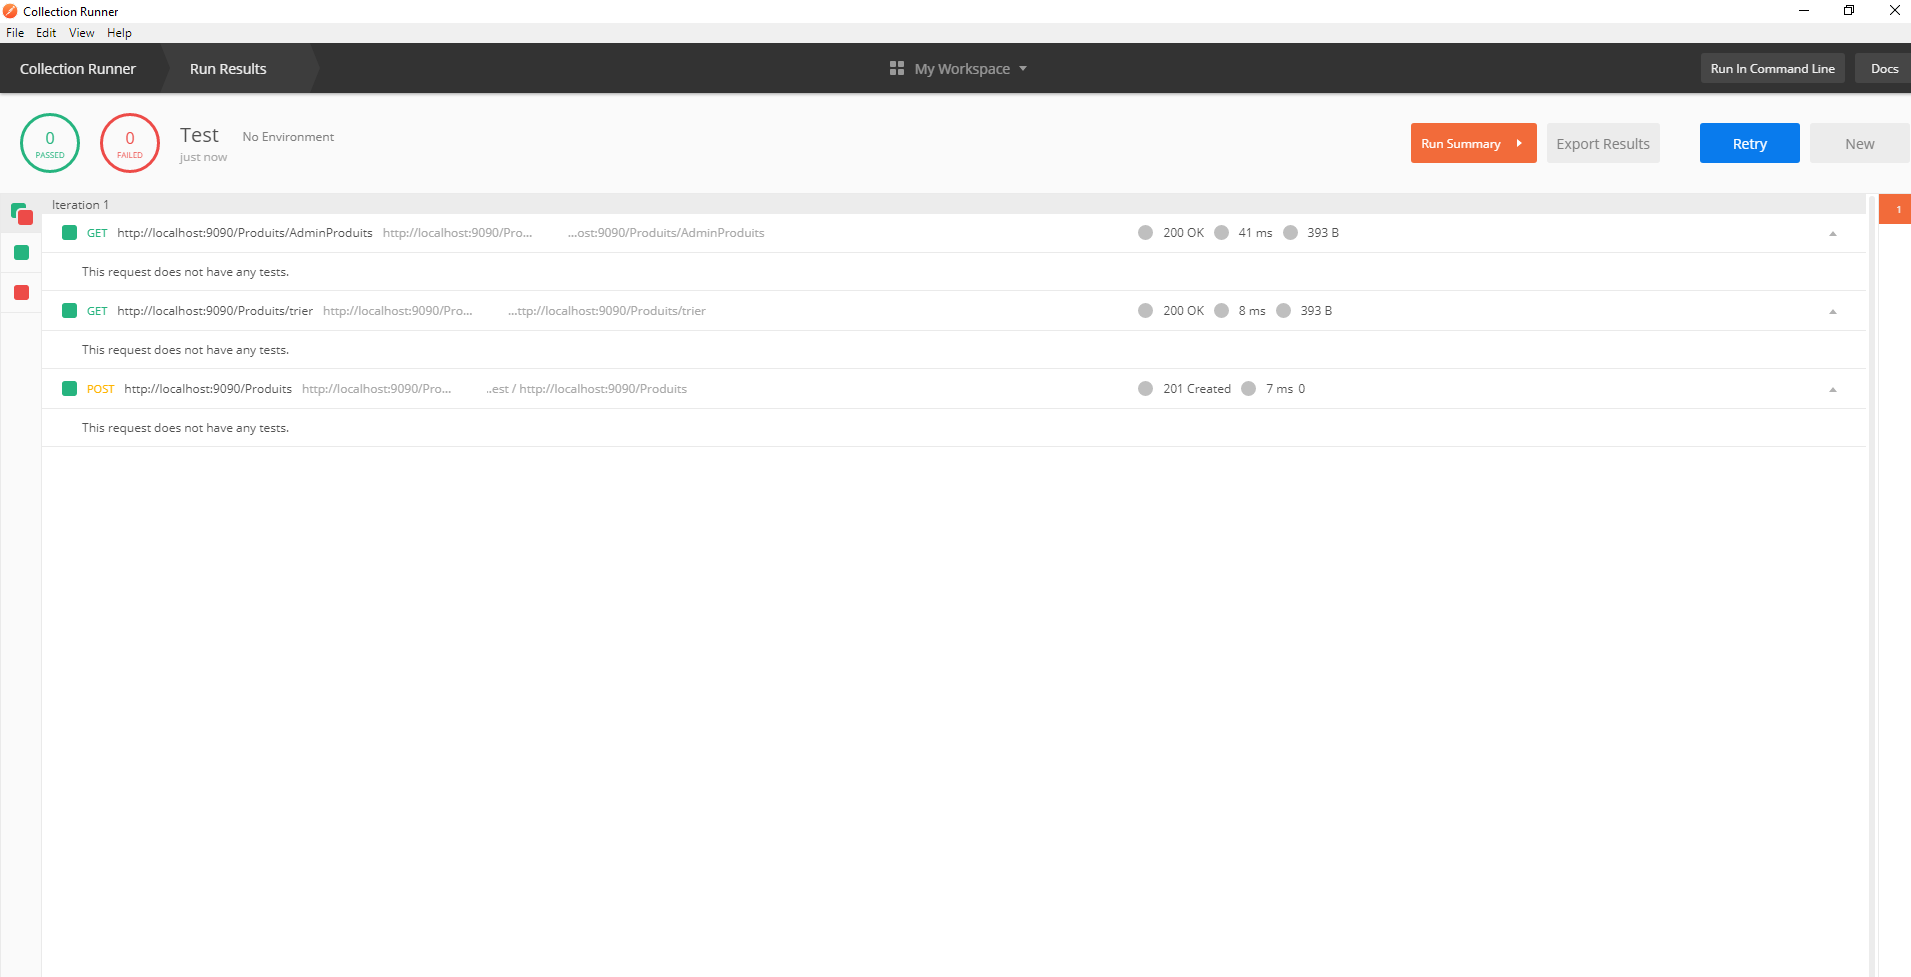 Collection Runner
File Edit View Help
Collection Runner Run Results My Workspace Run In Command Line Docs
0 PASSED
0 FAILED
Test No Environment
just now
Run Summary Export Results Retry New
Iteration 1
1
GET http://localhost:9090/Produits/AdminProduits http://localhost:9090/Pro... ...ost:9090/Produits/AdminProduits 200 OK 41 ms 393 B
This request does not have any tests.
GET http://localhost:9090/Produits/trier http://localhost:9090/Pro... ...ttp://localhost:9090/Produits/trier 200 OK 8 ms 393 B
This request does not have any tests.
POST http://localhost:9090/Produits http://localhost:9090/Pro... ..est / http://localhost:9090/Produits 201 Created 7 ms 0
This request does not have any tests.